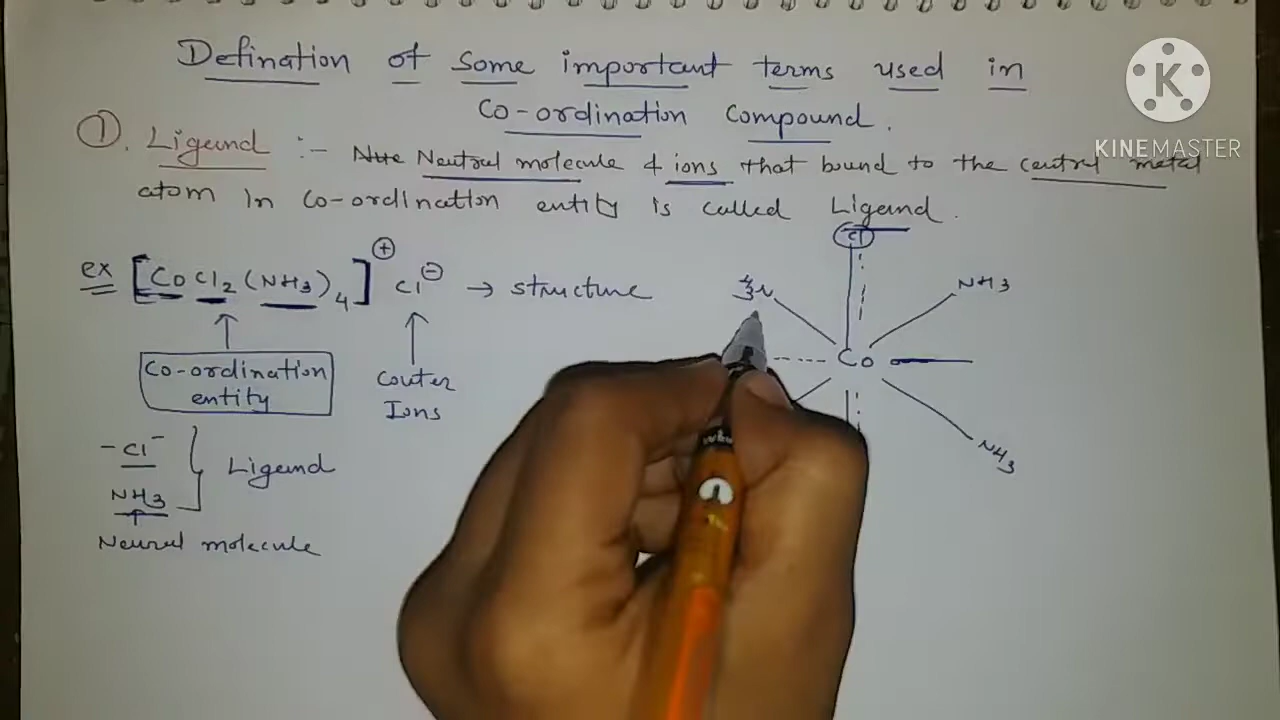 Defination of Some important terms used in
Co-ordination Compound.
①. Ligand :- Neutral molecule & ions that bound to the central metal
atom in Co-ordination entity is called Ligand.
ex [CoCl2(NH3)4]⊕ Cl⊖ → structure
Co-ordination
entity
Couter
Ions
-Cl-
NH3
} Ligand
Neural molecule
Cl
NH3
Co
NH3
K
KINEMASTER